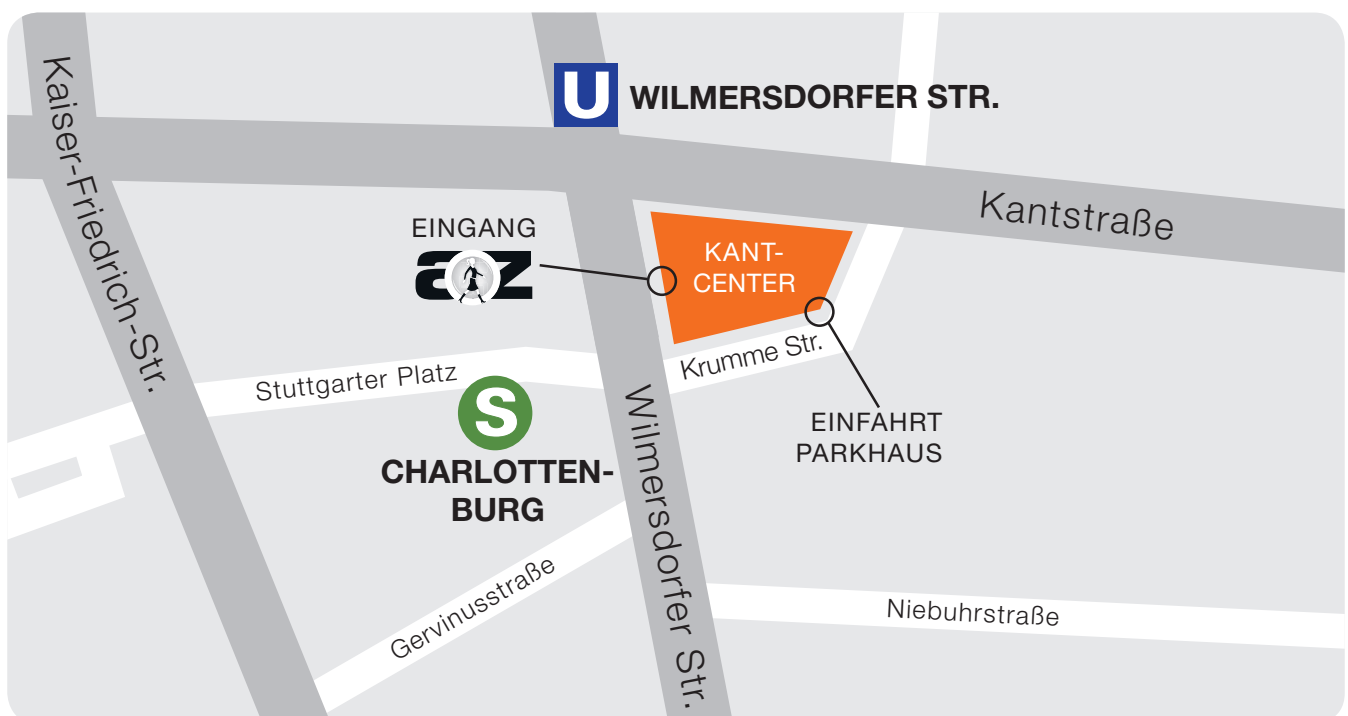 U WILMERSDORFER STR.
Kaiser-Friedrich-Str.
Kantstraße
EINGANG
az
KANT-
CENTER
Krumme Str.
Stuttgarter Platz
S
CHARLOTTEN-
BURG
EINFAHRT
PARKHAUS
Wilmersdorfer Str.
Gervinusstraße
Niebuhrstraße